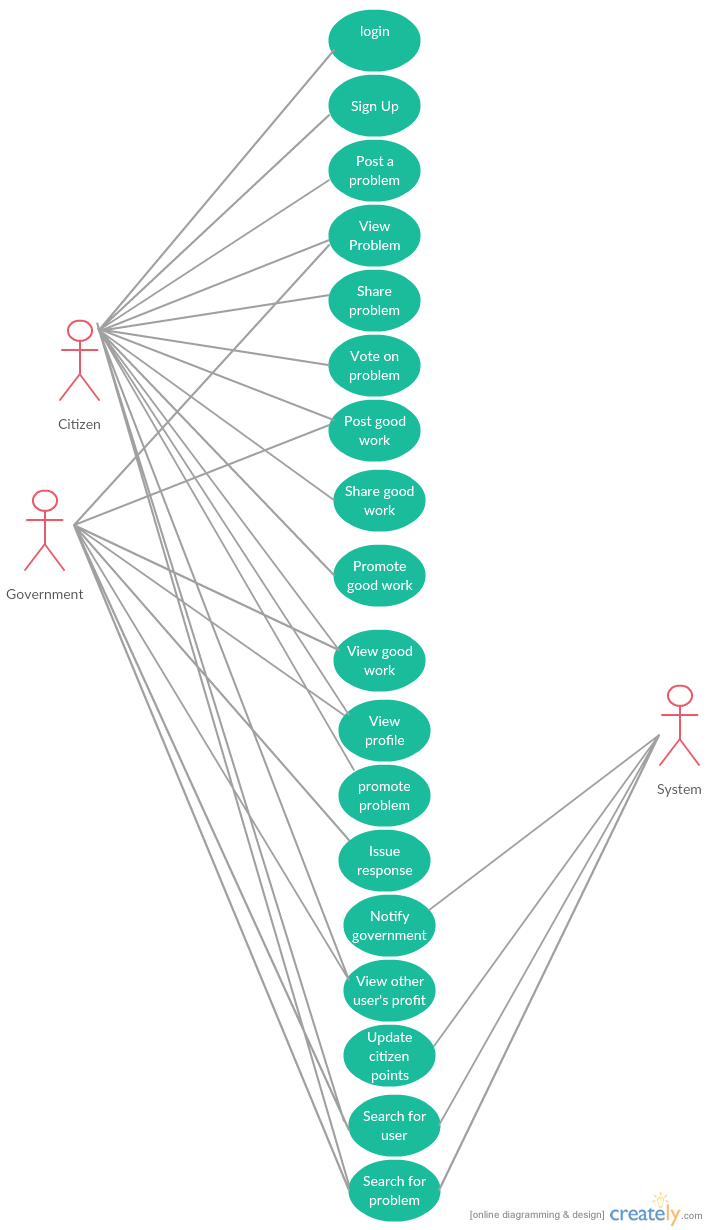 login
Sign Up
Post a
problem
View
Problem
Share
problem
Vote on
problem
Citizen
Post good
work
Share good
work
Promote
good work
Government
View good
work
View
profile
promote
problem
System
Issue
response
Notify
government
View other
user's profit
Update
citizen
points
Search for
user
Search for
problem
[online diagramming & design] creately.com